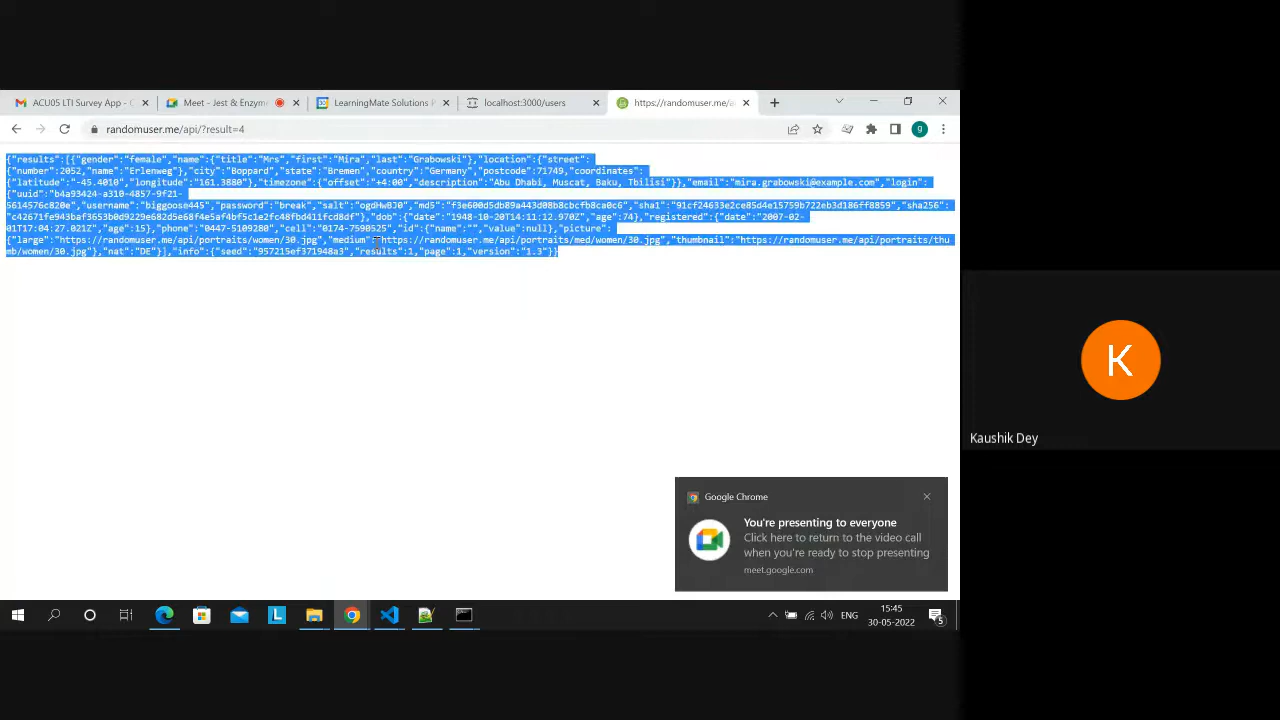 ACU05 LTI Survey App - C
Meet - Jest & Enzyme
LearningMate Solutions P
localhost:3000/users
https://randomuser.me/a
randomuser.me/api/?result=4
g
{"results":[{"gender":"female","name":{"title":"Mrs","first":"Mira","last":"Grabowski"},"location":{"street":
{"number":2052,"name":"Erlenweg"},"city":"Boppard","state":"Bremen","country":"Germany","postcode":71749,"coordinates":
{"latitude":"-45.4010","longitude":"161.3880"},"timezone":{"offset":"+4:00","description":"Abu Dhabi, Muscat, Baku, Tbilisi"}},"email":"mira.grabowski@example.com","login":
{"uuid":"b4a93424-a310-4857-9f21-
5614576c820e","username":"biggoose445","password":"break","salt":"ogdHwBJ0","md5":"f3e600d5db89a443d08b8cbfb8ca0c6","sha1":"91cf24633e2ce85d4e15759b722eb3d186ff8859","sha256":
"c42671fe943baf3653b0d9229e682d5e68f4e5af4bf5c1e2fc48fbd411fcd8df"},"dob":{"date":"1948-10-20T14:11:12.970Z","age":74},"registered":{"date":"2007-02-
01T17:04:27.021Z","age":15},"phone":"0447-5109280","cell":"0174-7590525","id":{"name":"","value":null},"picture":
{"large":"https://randomuser.me/api/portraits/women/30.jpg","medium":"https://randomuser.me/api/portraits/med/women/30.jpg","thumbnail":"https://randomuser.me/api/portraits/thu
mb/women/30.jpg"},"nat":"DE"}],"info":{"seed":"957215ef371948a3","results":1,"page":1,"version":"1.3"}}
K
Kaushik Dey
Google Chrome
You're presenting to everyone
Click here to return to the video call
when you're ready to stop presenting
meet.google.com
L
ENG
15:45
30-05-2022
5